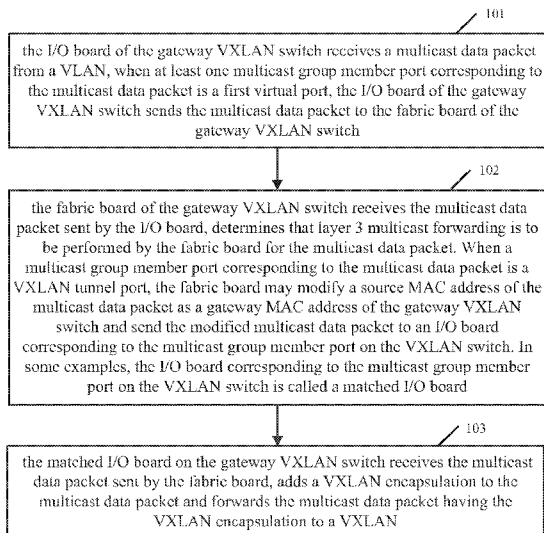 101
the I/O board of the gateway VXLAN switch receives a multicast data packet
from a VLAN, when at least one multicast group member port corresponding to
the multicast data packet is a first virtual port, the I/O board of the gateway
VXLAN switch sends the multicast data packet to the fabric board of the
gateway VXLAN switch
102
the fabric board of the gateway VXLAN switch receives the multicast data
packet sent by the I/O board, determines that layer 3 multicast forwarding is
to be performed by the fabric board for the multicast data packet. When a
multicast group member port corresponding to the multicast data packet is a
VXLAN tunnel port, the fabric board may modify a source MAC address of the
multicast data packet as a gateway MAC address of the gateway VXLAN
switch and send the modified multicast data packet to an I/O board
corresponding to the multicast group member port on the VXLAN switch. In
some examples, the I/O board corresponding to the multicast group member
port on the VXLAN switch is called a matched I/O board
103
the matched I/O board on the gateway VXLAN switch receives the multicast
data packet sent by the fabric board, adds a VXLAN encapsulation to the
multicast data packet and forwards the multicast data packet having the
VXLAN encapsulation to a VXLAN